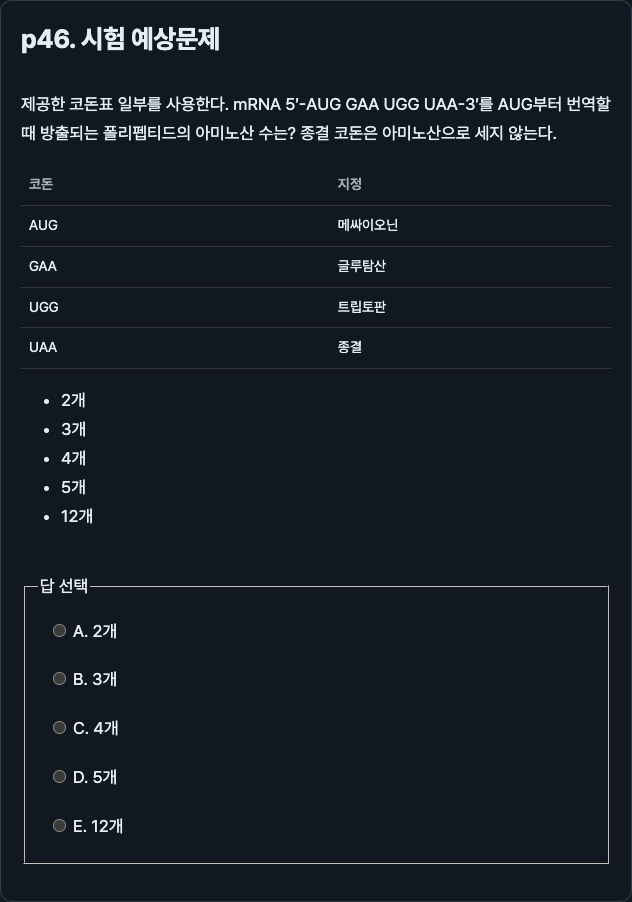 p46. 시험 예상문제
제공한 코돈표 일부를 사용한다. mRNA 5′-AUG GAA UGG UAA-3′를 AUG부터 번역할
때 방출되는 폴리펩티드의 아미노산 수는? 종결 코돈은 아미노산으로 세지 않는다.
코돈 지정
AUG 메싸이오닌
GAA 글루탐산
UGG 트립토판
UAA 종결
• 2개
• 3개
• 4개
• 5개
• 12개
답 선택
A. 2개
B. 3개
C. 4개
D. 5개
E. 12개